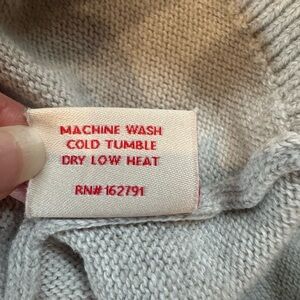 MACHINE WASH
COLD TUMBLE
DRY LOW HEAT
RN#162791